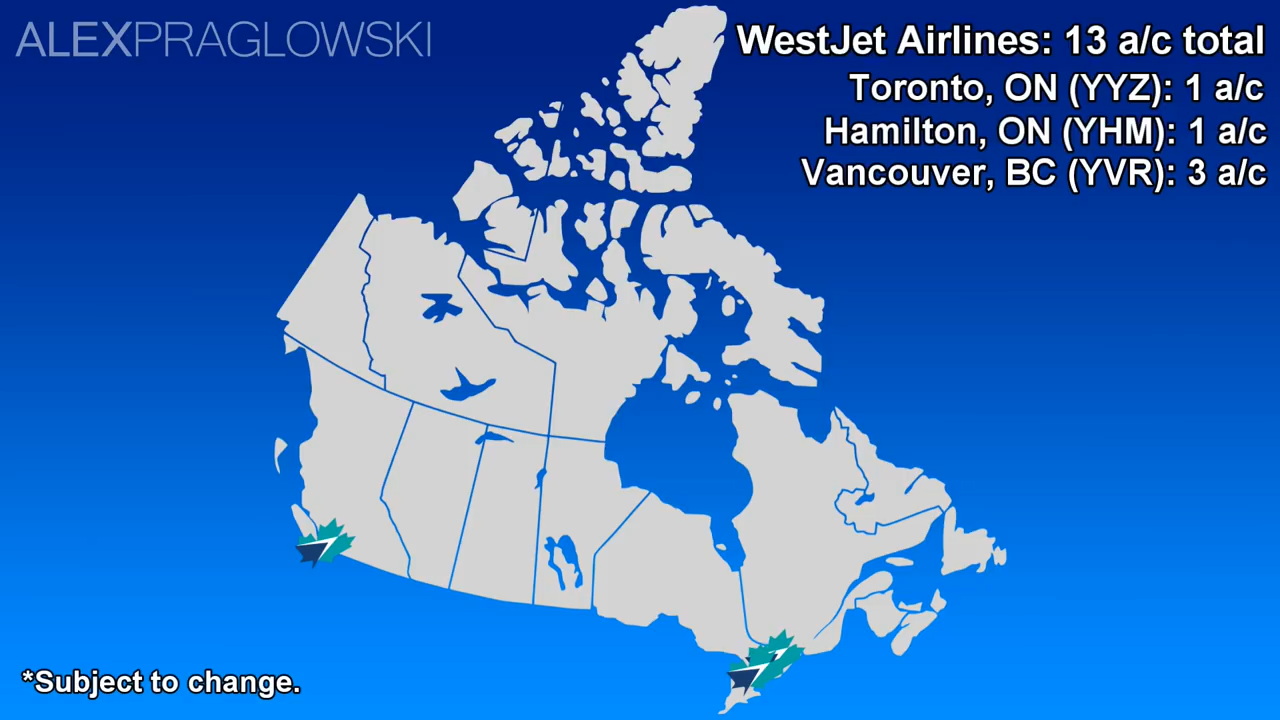 ALEXPRAGLOWSKI
WestJet Airlines: 13 a/c total
Toronto, ON (YYZ): 1 a/c
Hamilton, ON (YHM): 1 a/c
Vancouver, BC (YVR): 3 a/c
*Subject to change.